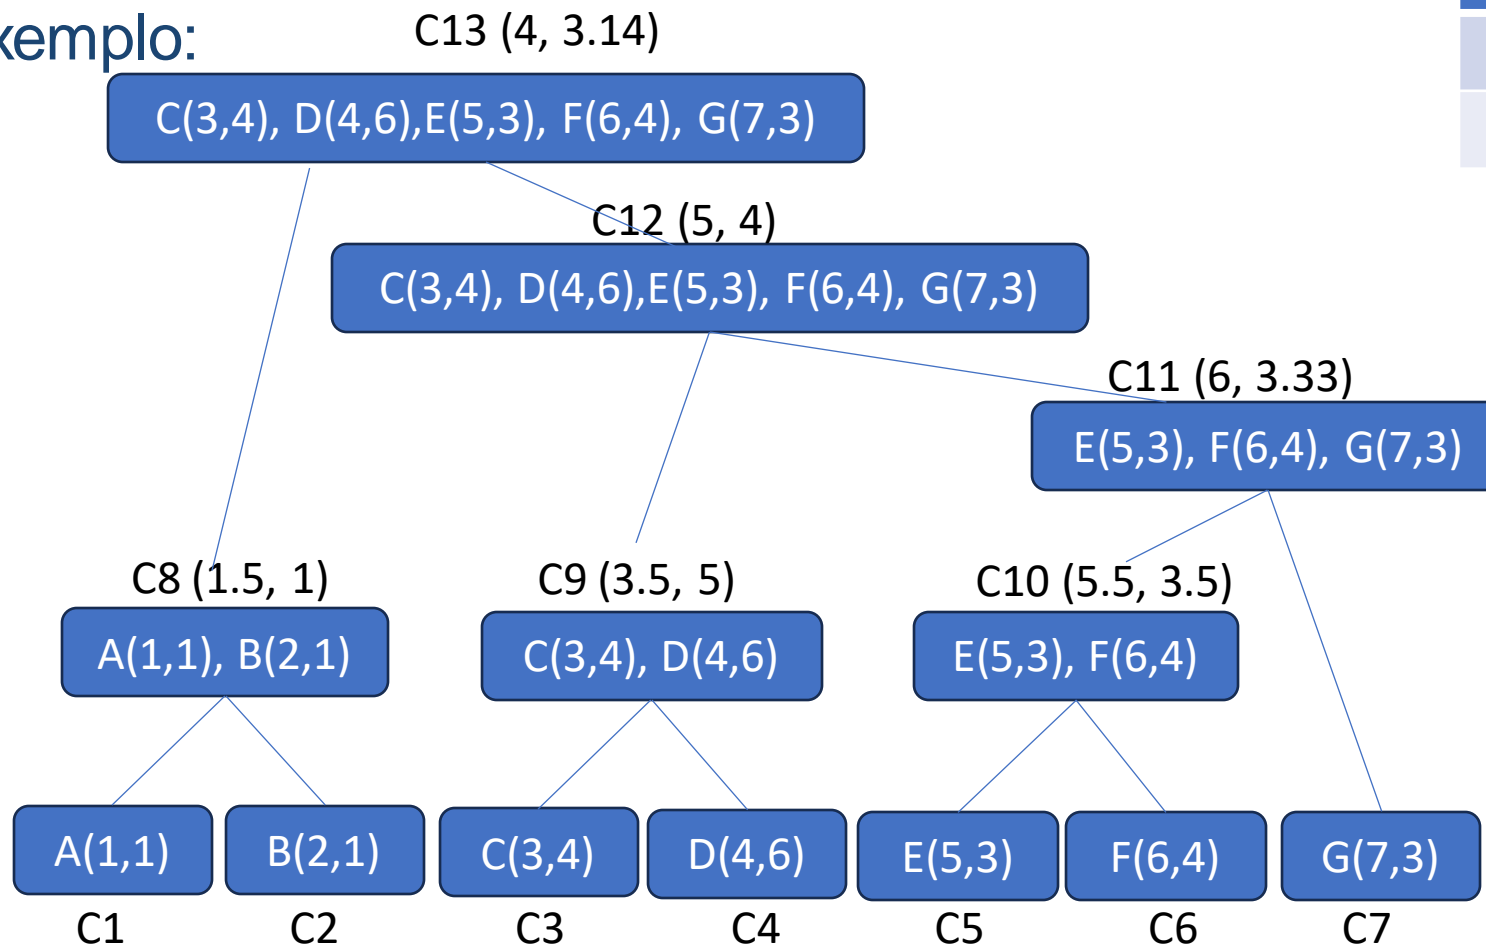 xemplo:
C13 (4, 3.14)
C(3,4), D(4,6),E(5,3), F(6,4), G(7,3)
C12 (5, 4)
C(3,4), D(4,6),E(5,3), F(6,4), G(7,3)
C11 (6, 3.33)
E(5,3), F(6,4), G(7,3)
C8 (1.5, 1)
C9 (3.5, 5)
C10 (5.5, 3.5)
A(1,1), B(2,1)
C(3,4), D(4,6)
E(5,3), F(6,4)
A(1,1)
B(2,1)
C(3,4)
D(4,6)
E(5,3)
F(6,4)
G(7,3)
C1
C2
C3
C4
C5
C6
C7